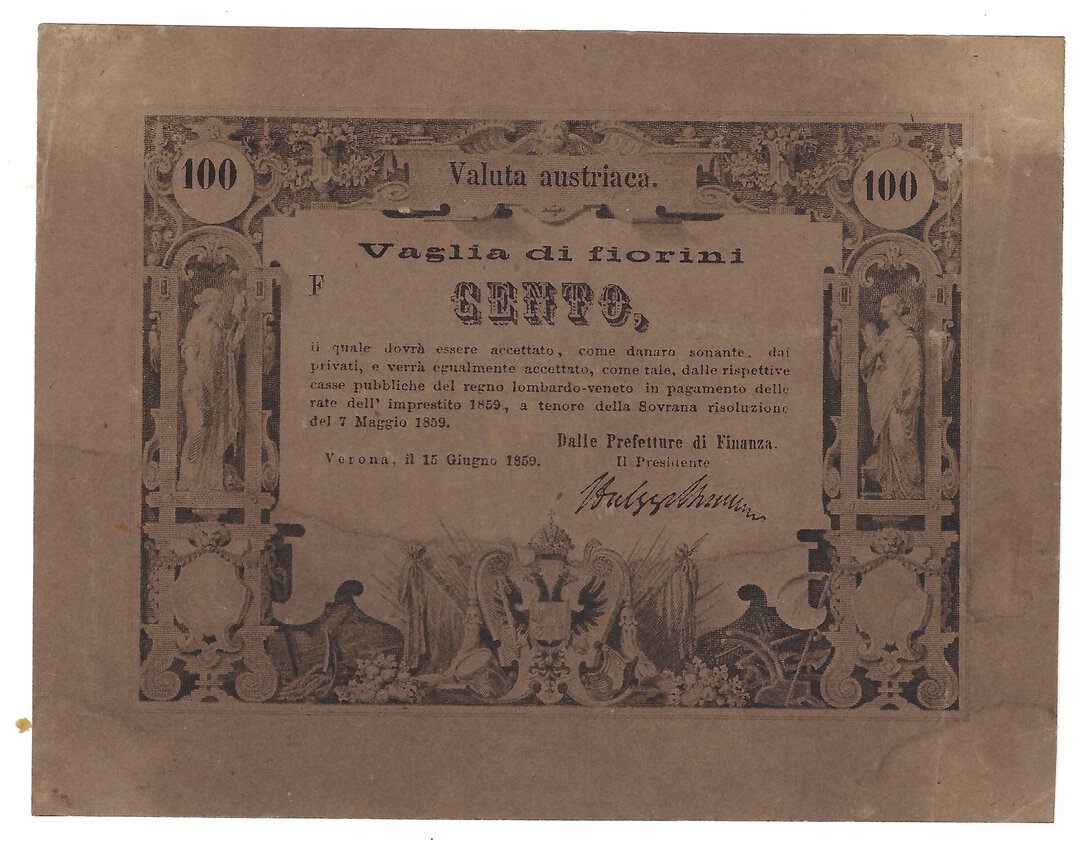 100
Valuta austriaca.
100
Vaglia di fiorini
F
CENTO,
il quale dovrà essere accettato, come danaro sonante, dai
privati, e verrà egualmente accettato, come tale, dalle rispettive
casse pubbliche del regno lombardo-veneto in pagamento delle
rate dell' imprestito 1859, a tenore della Sovrana risoluzione
del 7 Maggio 1859.
Dalle Prefetture di Finanza.
Verona, il 15 Giugno 1859.
Il Presidente